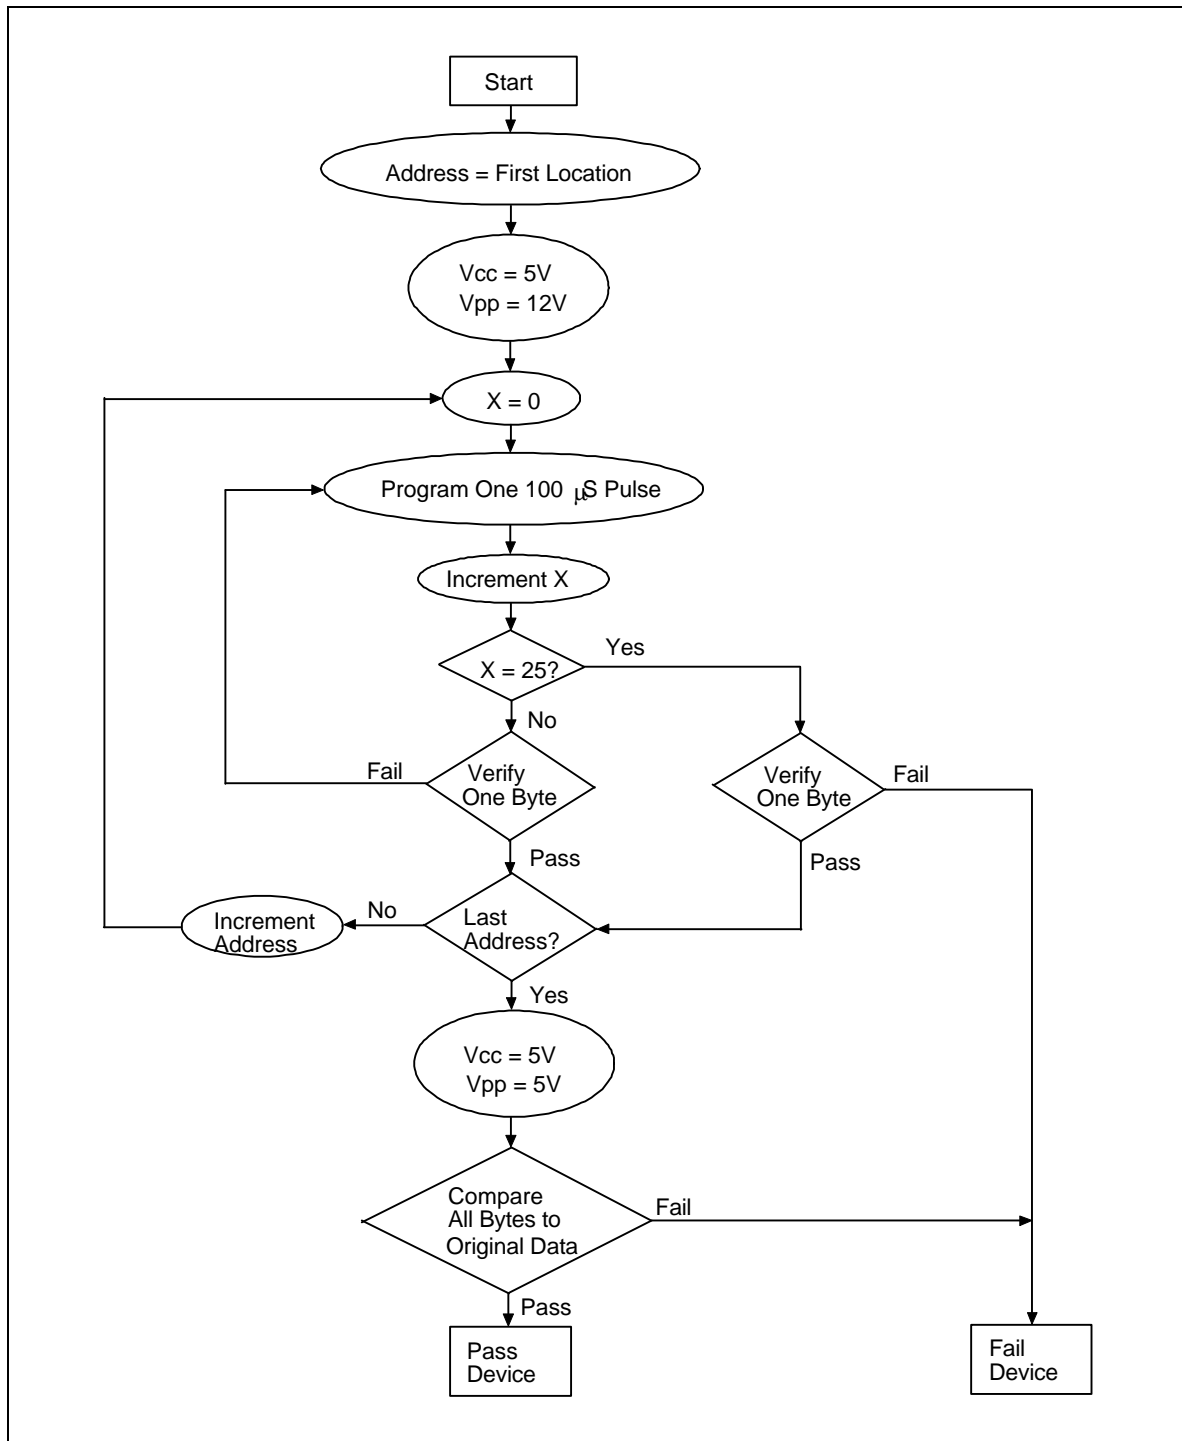 Start
Address = First Location
Vcc = 5V
Vpp = 12V
X = 0
Program One 100 μS Pulse
Increment X
X = 25?
Yes
No
Fail
Verify
One Byte
Verify
One Byte
Fail
Pass
Pass
Increment
Address
No
Last
Address?
Yes
Vcc = 5V
Vpp = 5V
Compare
All Bytes to
Original Data
Fail
Pass
Pass
Device
Fail
Device